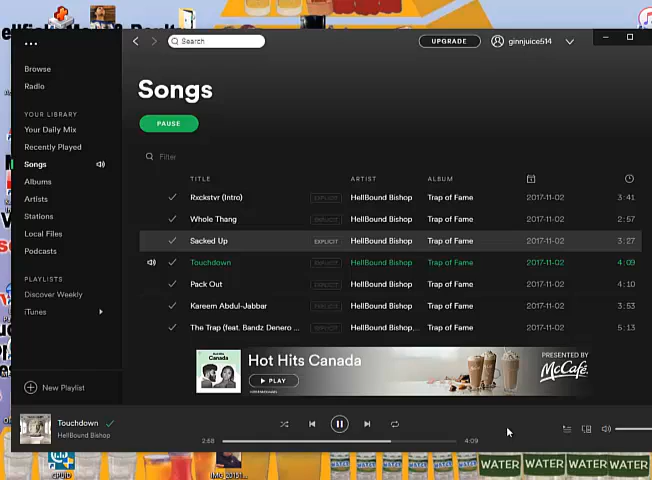 Search
UPGRADE
ginnjuice514
Browse
Radio
YOUR LIBRARY
Your Daily Mix
Recently Played
Songs
Albums
Artists
Stations
Local Files
Podcasts
PLAYLISTS
Discover Weekly
iTunes
New Playlist
Songs
PAUSE
Filter
TITLE ARTIST ALBUM
Rxckstvr (Intro) EXPLICIT HellBound Bishop Trap of Fame 2017-11-02 3:41
Whole Thang EXPLICIT HellBound Bishop Trap of Fame 2017-11-02 2:57
Sacked Up EXPLICIT HellBound Bishop Trap of Fame 2017-11-02 3:27
Touchdown EXPLICIT HellBound Bishop Trap of Fame 2017-11-02 4:09
Pack Out EXPLICIT HellBound Bishop Trap of Fame 2017-11-02 4:10
Kareem Abdul-Jabbar EXPLICIT HellBound Bishop Trap of Fame 2017-11-02 3:53
The Trap (feat. Bandz Denero ... EXPLICIT HellBound Bishop,... Trap of Fame 2017-11-02 5:13
Hot Hits Canada
PLAY
PRESENTED BY
McCafé
Touchdown
HellBound Bishop
2:58 4:09
WATER WATER WATER WATER